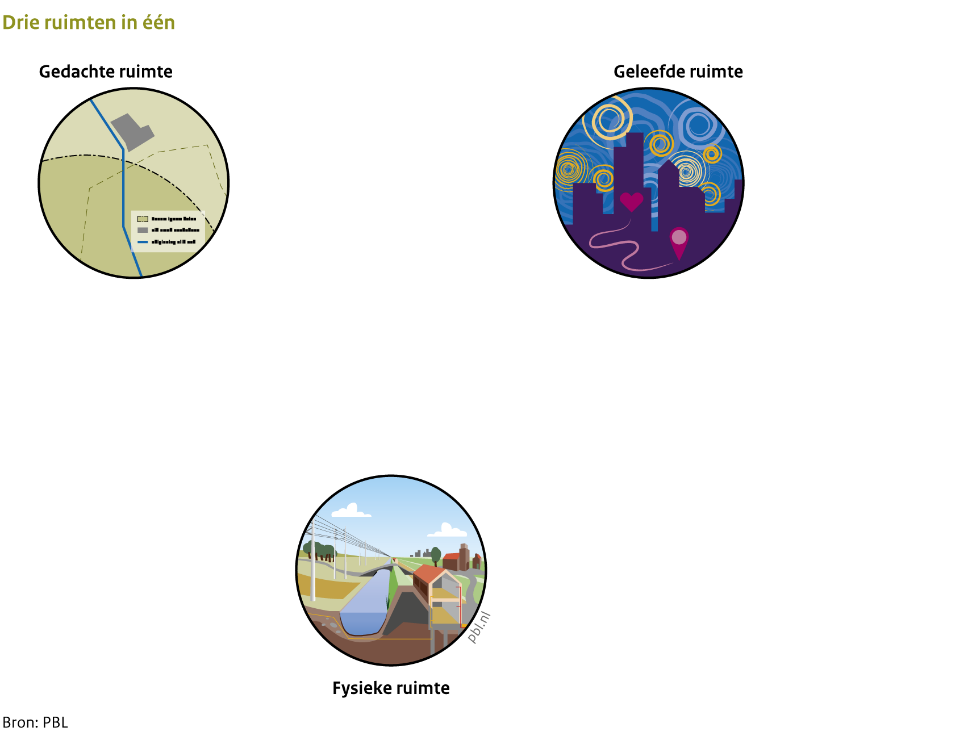 Drie ruimten in één
Gedachte ruimte
Geleefde ruimte
pbl.nl
Fysieke ruimte
Bron: PBL